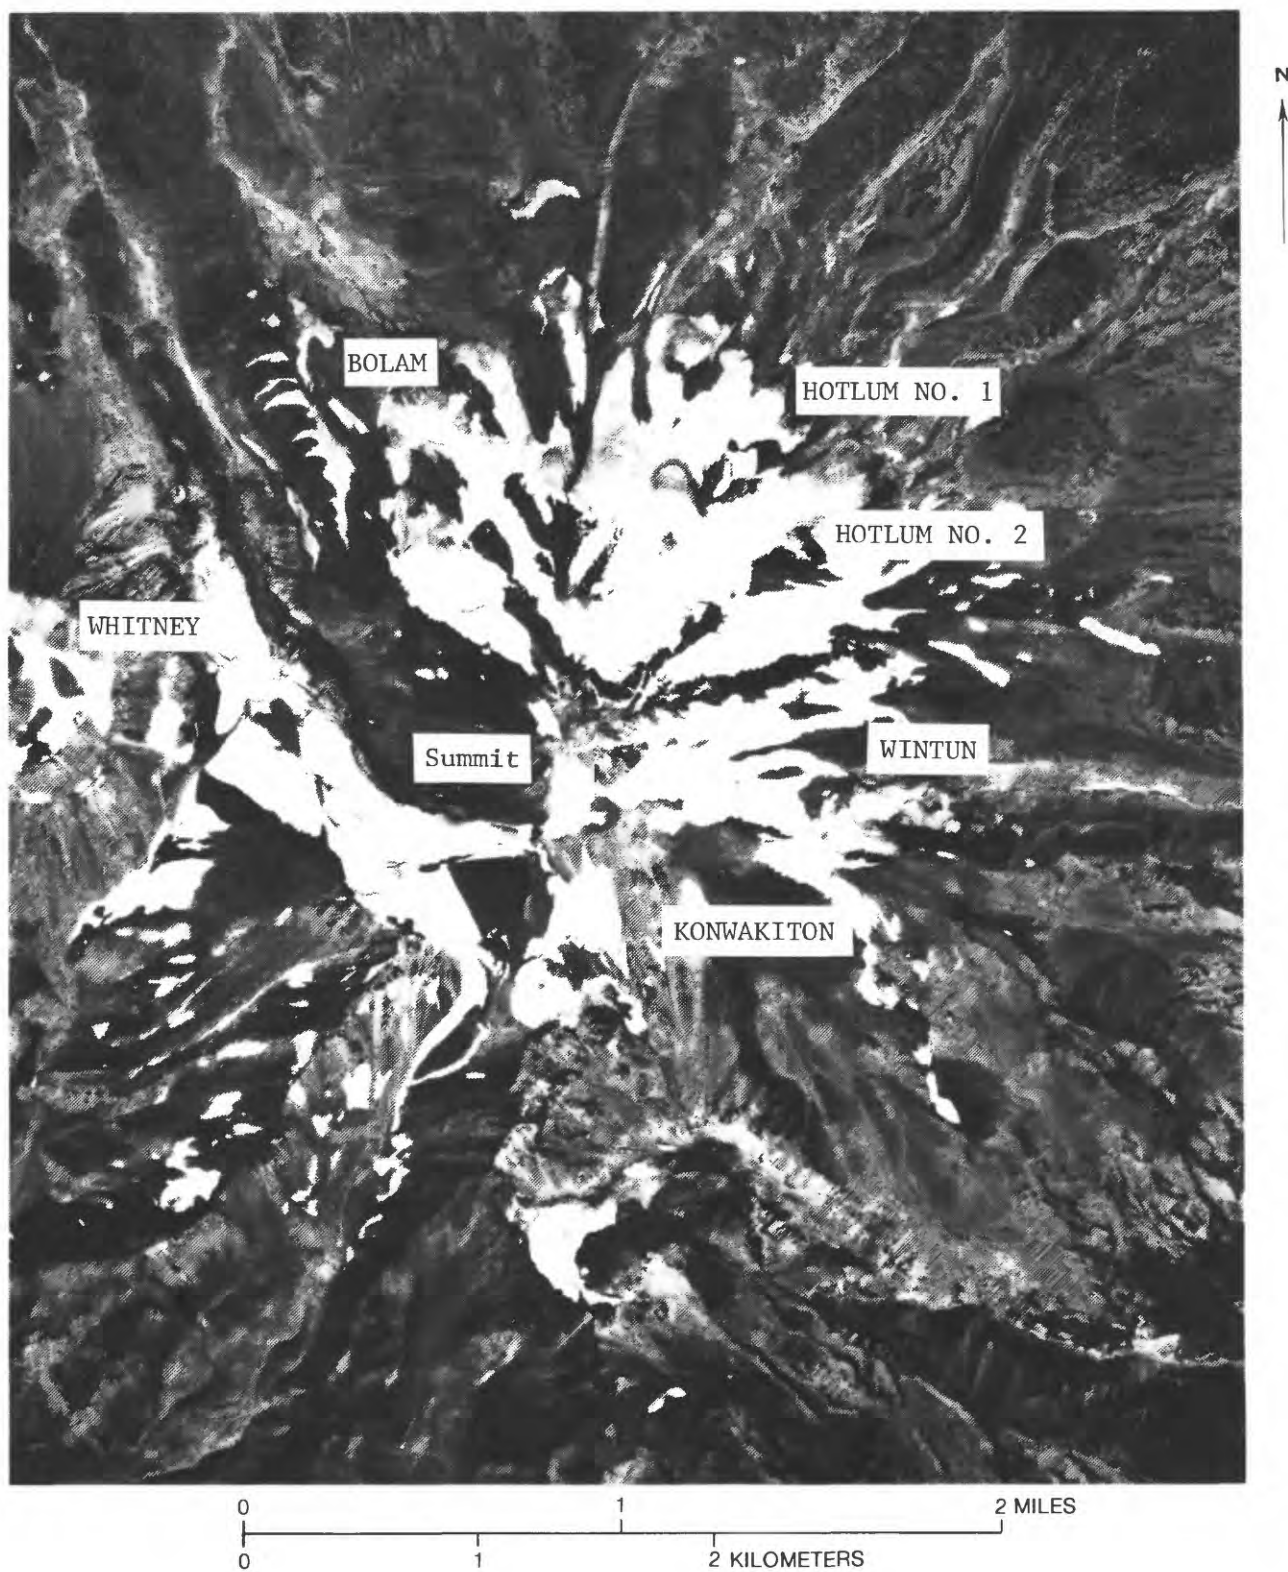 N
BOLAM
HOTLUM NO. 1
HOTLUM NO. 2
WHITNEY
Summit
WINTUN
KONWAKITON
0 1 2 MILES
0 1 2 KILOMETERS